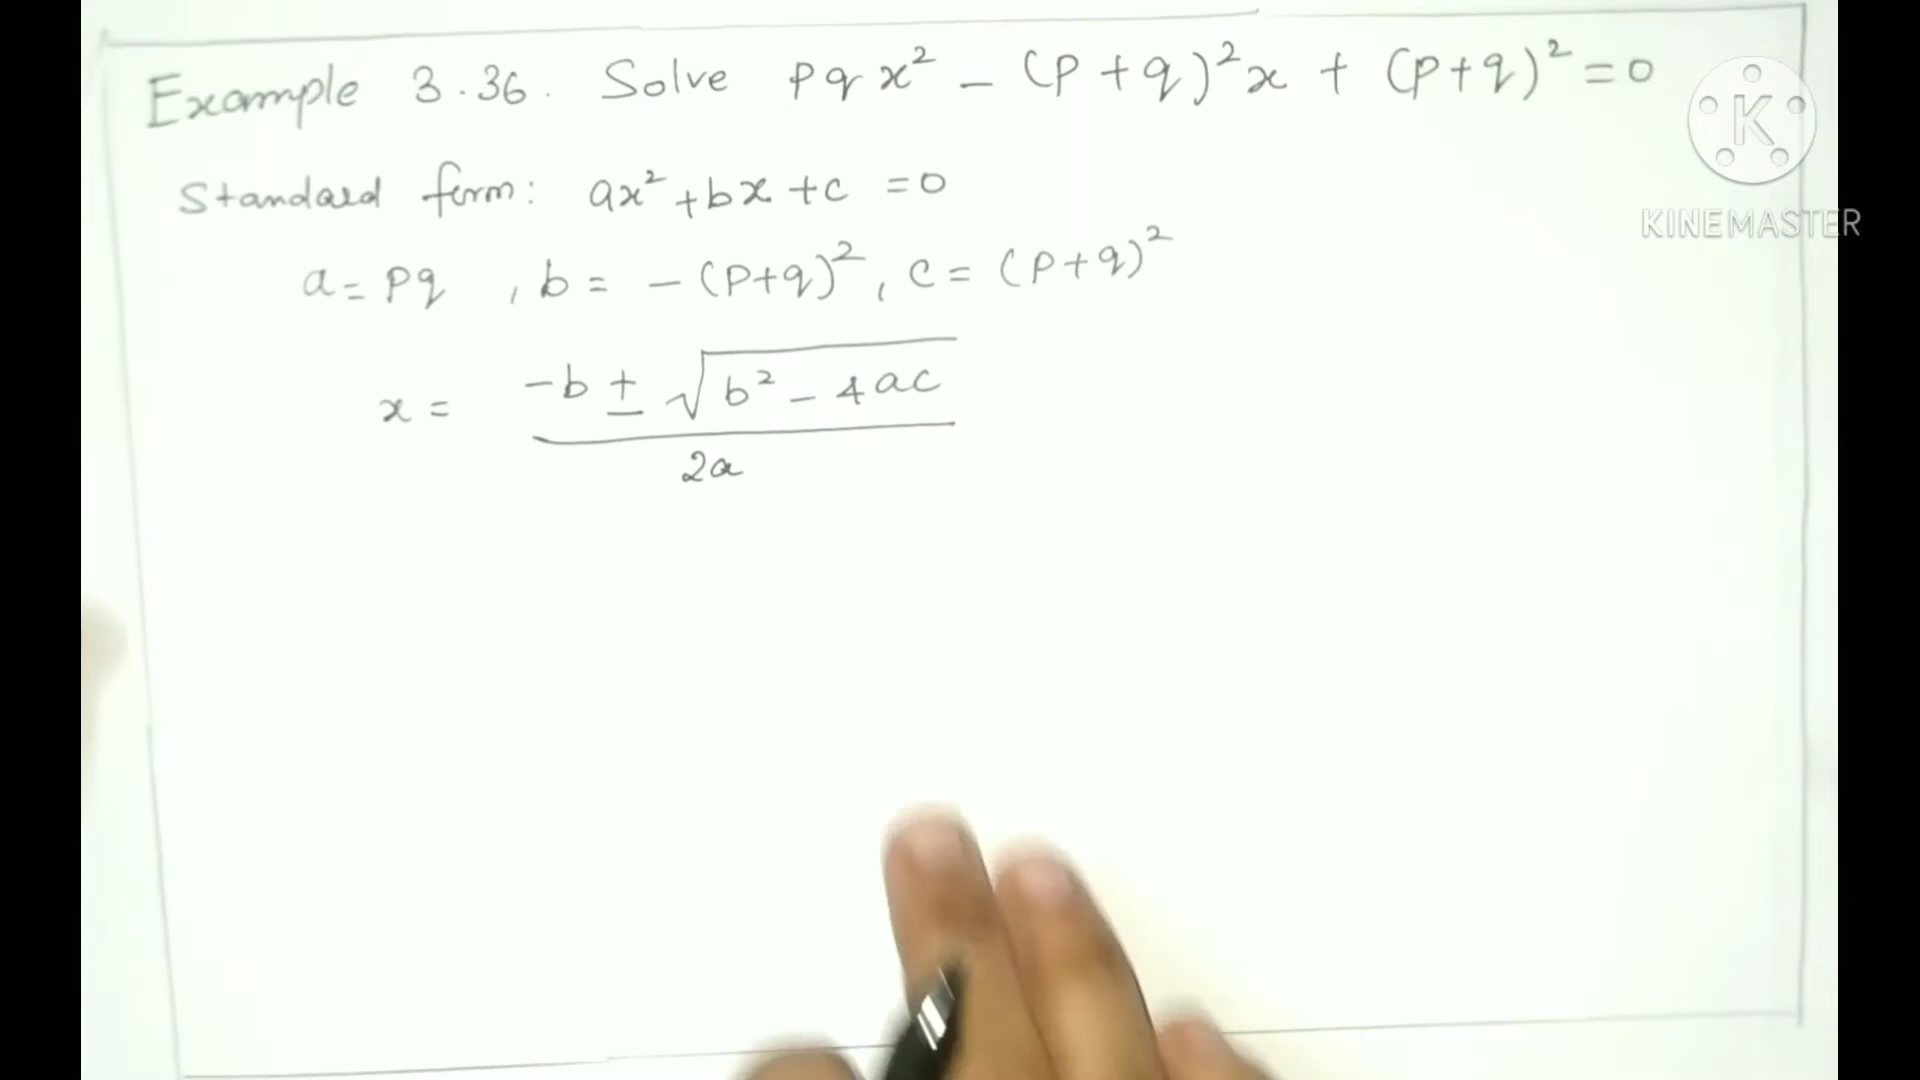 Example 3.36. Solve pqx² - (p+q)²x + (p+q)² = 0
K
KINEMASTER
Standard form: ax² + bx + c = 0
a = pq , b = -(p+q)² , c = (p+q)²
x = -b ± √b² - 4ac
2a